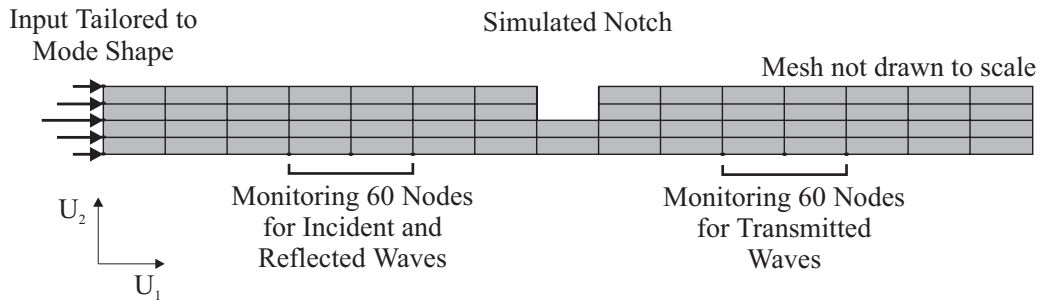 Input Tailored to
Mode Shape
Simulated Notch
Mesh not drawn to scale
Monitoring 60 Nodes
for Incident and
Reflected Waves
Monitoring 60 Nodes
for Transmitted
Waves
U2
U1